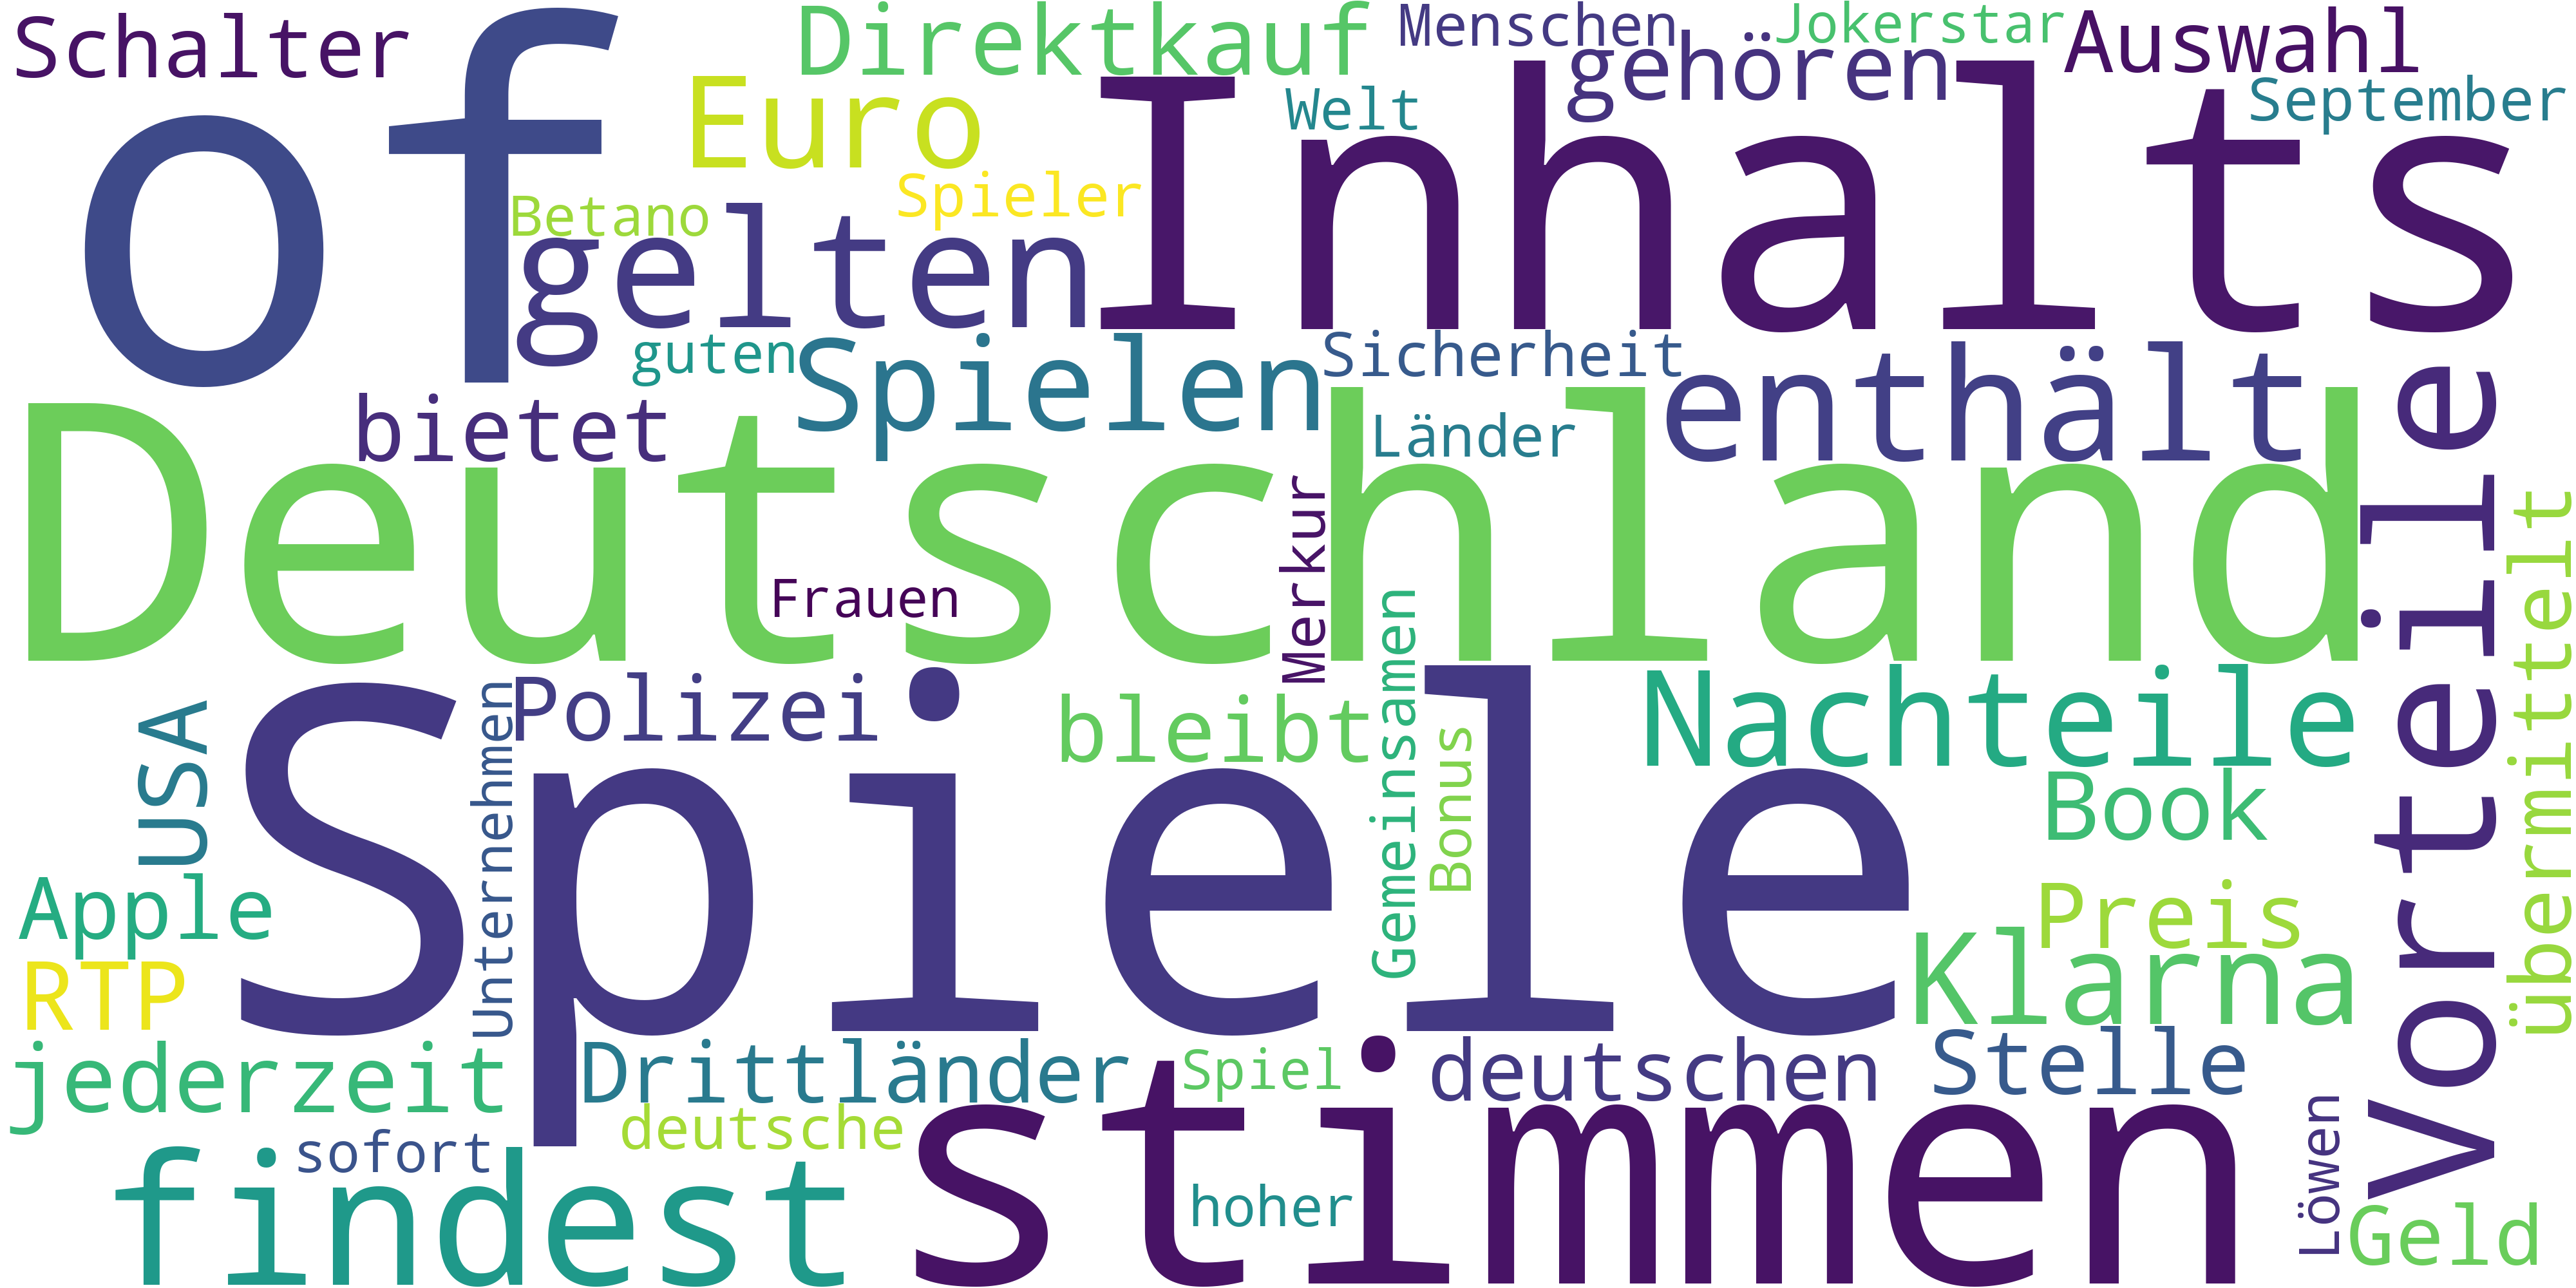 Schalter
of
Direktkauf
Menschen
Jokerstar
Auswahl
gehören
Euro
Welt
September
Inhalts
Spieler
Betano
gelten
guten
Spielen
Sicherheit
enthält
bietet
Länder
Deutschland
Vorteile
Merkur
Frauen
übermittelt
Gemeinsamen
Polizei
Unternehmen
USA
bleibt
Bonus
Nachteile
Spiele
Book
Apple
Preis
Klarna
RTP
jederzeit
Drittländer
Spiel
deutschen
Stelle
deutsche
sofort
stimmen
findest
hoher
Löwen
Geld